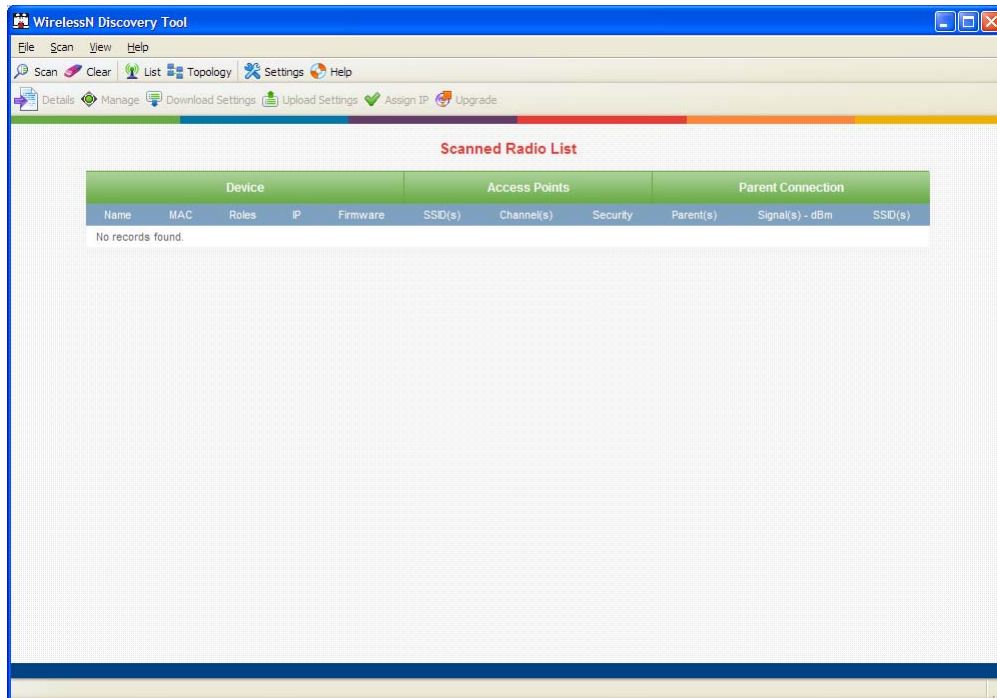 WirelessN Discovery Tool
File Scan View Help
Scan Clear List Topology Settings Help
Details Manage Download Settings Upload Settings Assign IP Upgrade
Scanned Radio List
Device Access Points Parent Connection
Name MAC Roles IP Firmware SSID(s) Channel(s) Security Parent(s) Signal(s) - dBm SSID(s)
No records found.